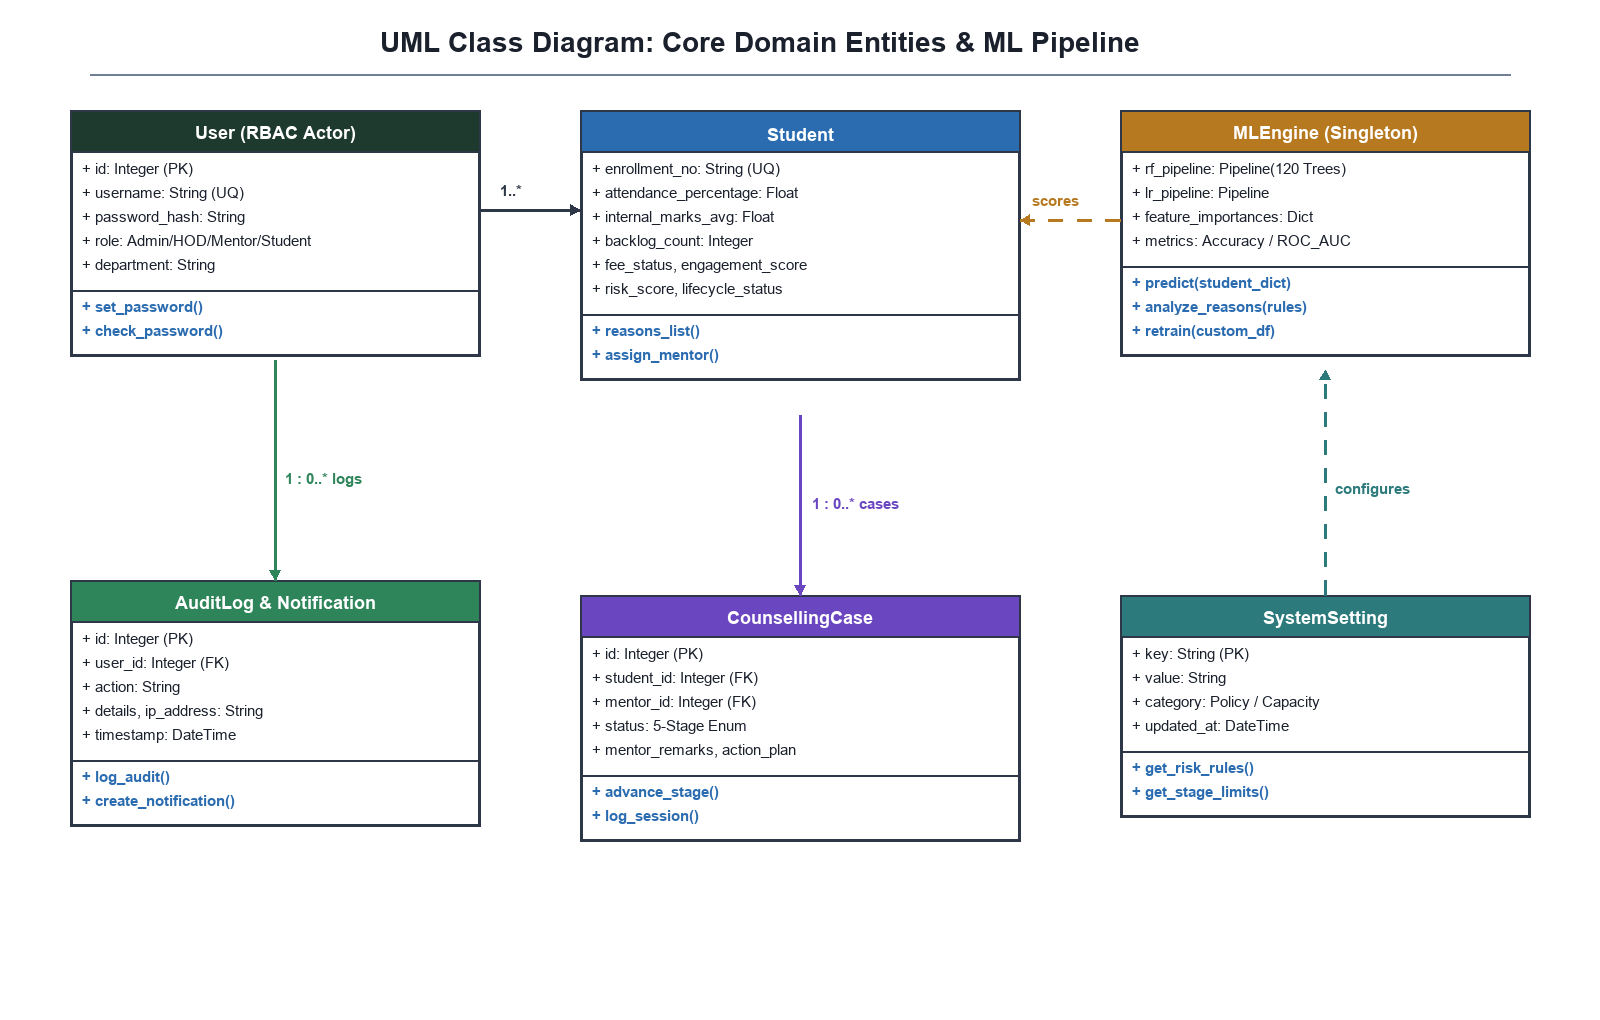 UML Class Diagram: Core Domain Entities & ML Pipeline
User (RBAC Actor)
+ id: Integer (PK)
+ username: String (UQ)
+ password_hash: String
+ role: Admin/HOD/Mentor/Student
+ department: String
+ set_password()
+ check_password()
1..*
Student
+ enrollment_no: String (UQ)
+ attendance_percentage: Float
+ internal_marks_avg: Float
+ backlog_count: Integer
+ fee_status, engagement_score
+ risk_score, lifecycle_status
+ reasons_list()
+ assign_mentor()
scores
MLEngine (Singleton)
+ rf_pipeline: Pipeline(120 Trees)
+ lr_pipeline: Pipeline
+ feature_importances: Dict
+ metrics: Accuracy / ROC_AUC
+ predict(student_dict)
+ analyze_reasons(rules)
+ retrain(custom_df)
1 : 0..* logs
1 : 0..* cases
configures
AuditLog & Notification
+ id: Integer (PK)
+ user_id: Integer (FK)
+ action: String
+ details, ip_address: String
+ timestamp: DateTime
+ log_audit()
+ create_notification()
CounsellingCase
+ id: Integer (PK)
+ student_id: Integer (FK)
+ mentor_id: Integer (FK)
+ status: 5-Stage Enum
+ mentor_remarks, action_plan
+ advance_stage()
+ log_session()
SystemSetting
+ key: String (PK)
+ value: String
+ category: Policy / Capacity
+ updated_at: DateTime
+ get_risk_rules()
+ get_stage_limits()